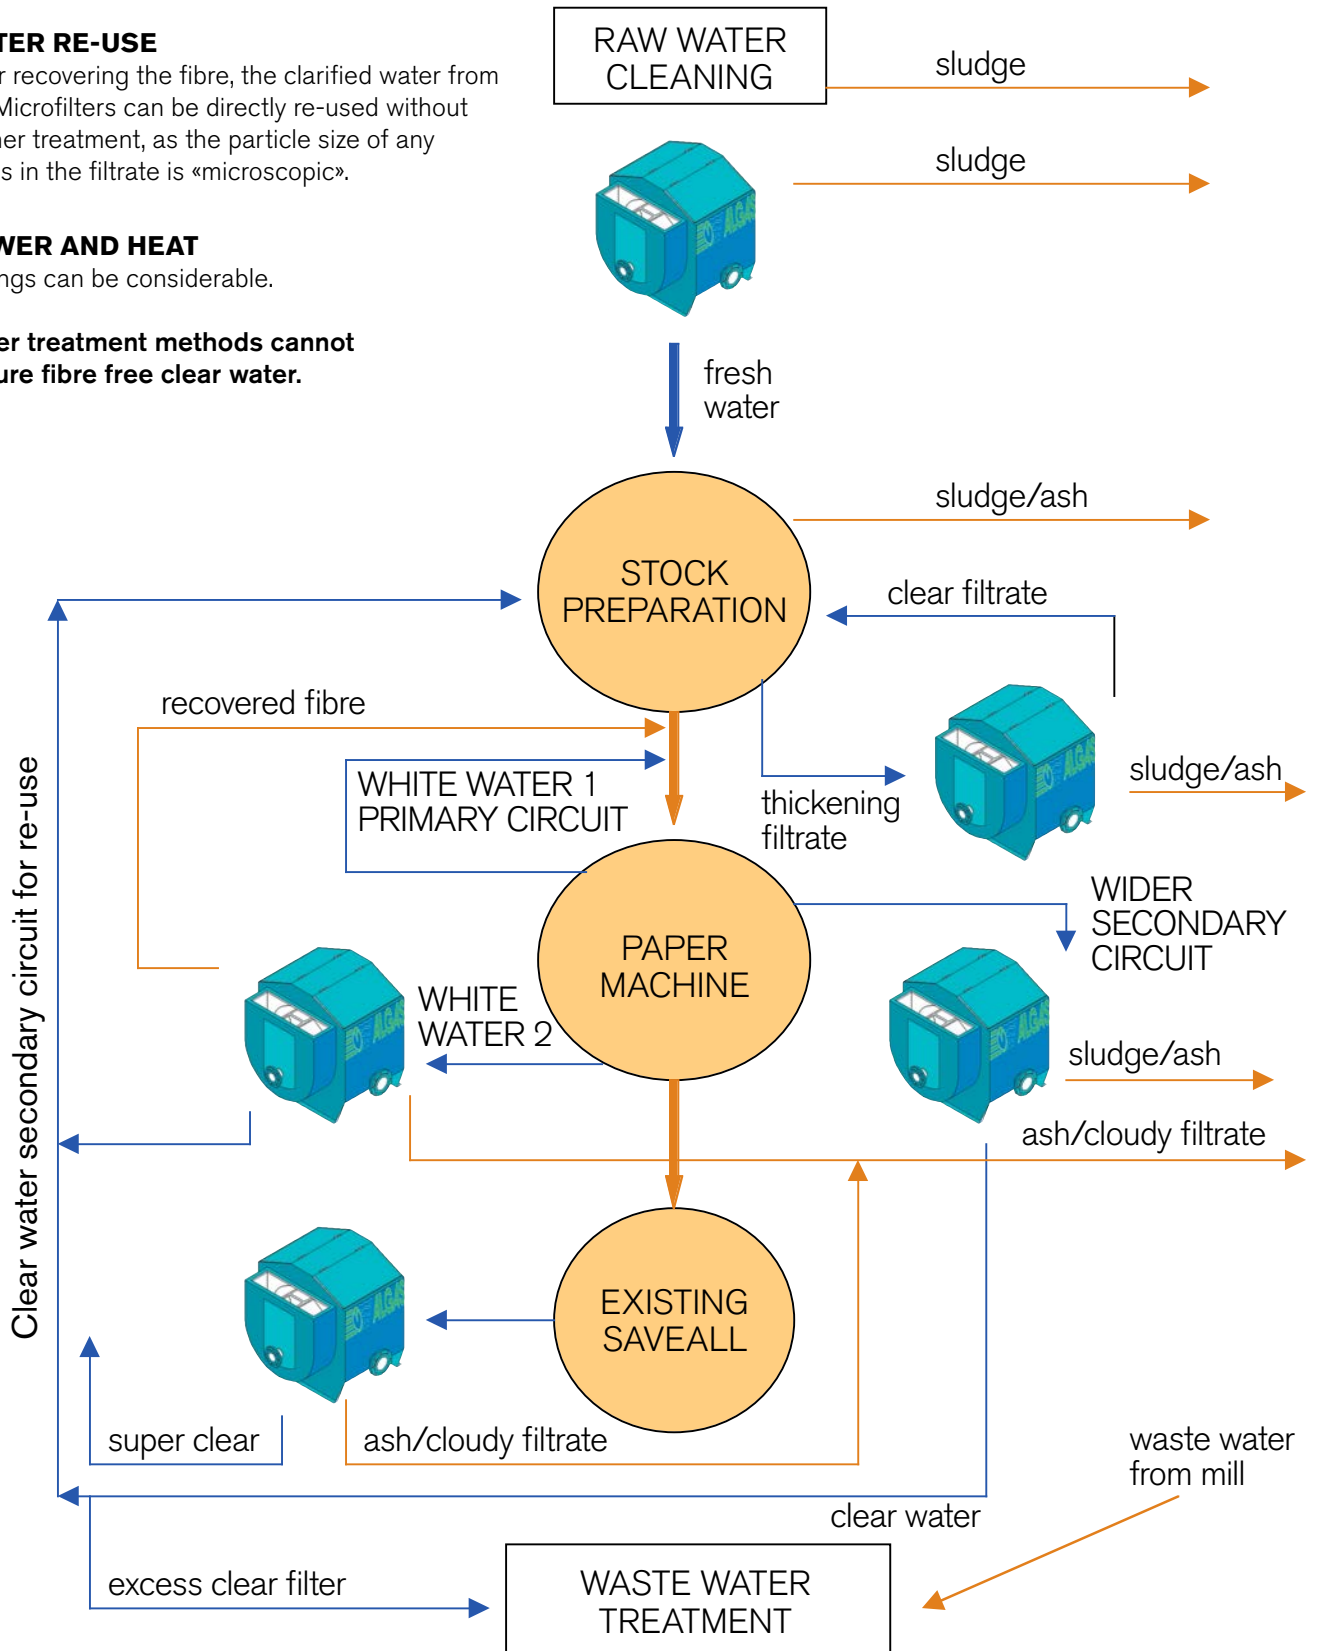 TER RE-USE
r recovering the fibre, the clarified water from
Microfilters can be directly re-used without
ner treatment, as the particle size of any
s in the filtrate is «microscopic».
WER AND HEAT
ngs can be considerable.
er treatment methods cannot
ure fibre free clear water.
RAW WATER
CLEANING
sludge
sludge
ALGAS
fresh
water
sludge/ash
STOCK
PREPARATION
clear filtrate
recovered fibre
WHITE WATER 1
PRIMARY CIRCUIT
thickening
filtrate
ALGAS
sludge/ash
WIDER
SECONDARY
CIRCUIT
PAPER
MACHINE
WHITE
WATER 2
ALGAS
ALGAS
sludge/ash
ash/cloudy filtrate
Clear water secondary circuit for re-use
EXISTING
SAVEALL
ALGAS
super clear
ash/cloudy filtrate
waste water
from mill
clear water
excess clear filter
WASTE WATER
TREATMENT